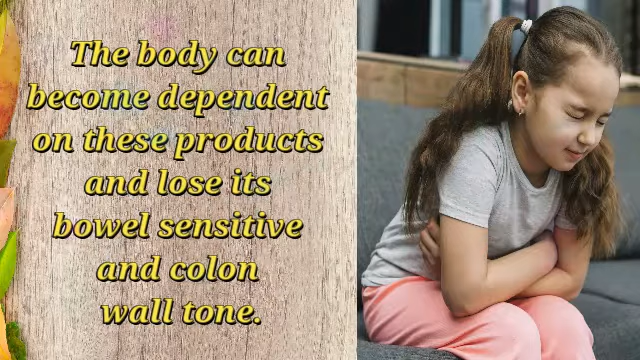 The body can
become dependent
on these products
and lose its
bowel sensitive
and colon
wall tone.